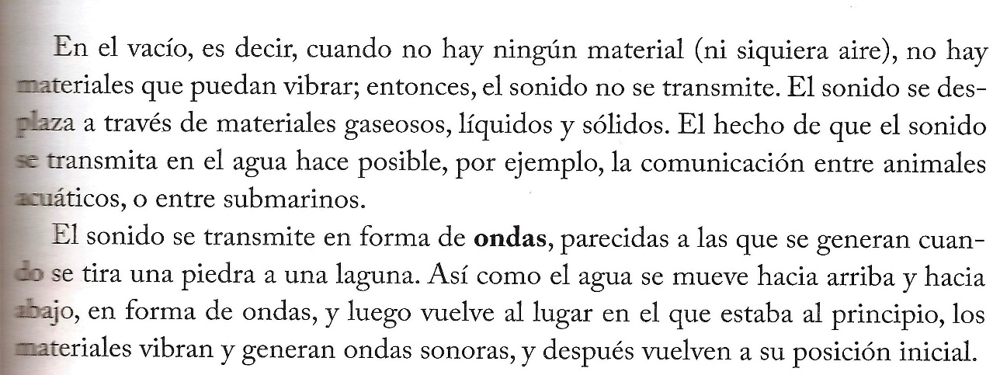 En el vacío, es decir, cuando no hay ningún material (ni siquiera aire), no hay
materiales que puedan vibrar; entonces, el sonido no se transmite. El sonido se des-
plaza a través de materiales gaseosos, líquidos y sólidos. El hecho de que el sonido
se transmita en el agua hace posible, por ejemplo, la comunicación entre animales
acuáticos, o entre submarinos.
El sonido se transmite en forma de ondas, parecidas a las que se generan cuan-
do se tira una piedra a una laguna. Así como el agua se mueve hacia arriba y hacia
abajo, en forma de ondas, y luego vuelve al lugar en el que estaba al principio, los
materiales vibran y generan ondas sonoras, y después vuelven a su posición inicial.